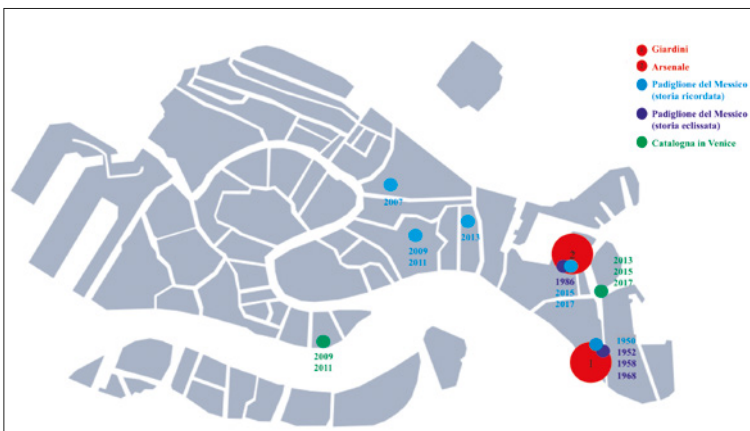 Giardini
Arsenale
Padiglione del Messico
(storia ricordata)
Padiglione del Messico
(storia eclissata)
Catalogna in Venice
2007
2013
2009
2011
2
1986
2015
2017
2013
2015
2017
2009
2011
1
1950
1952
1958
1968